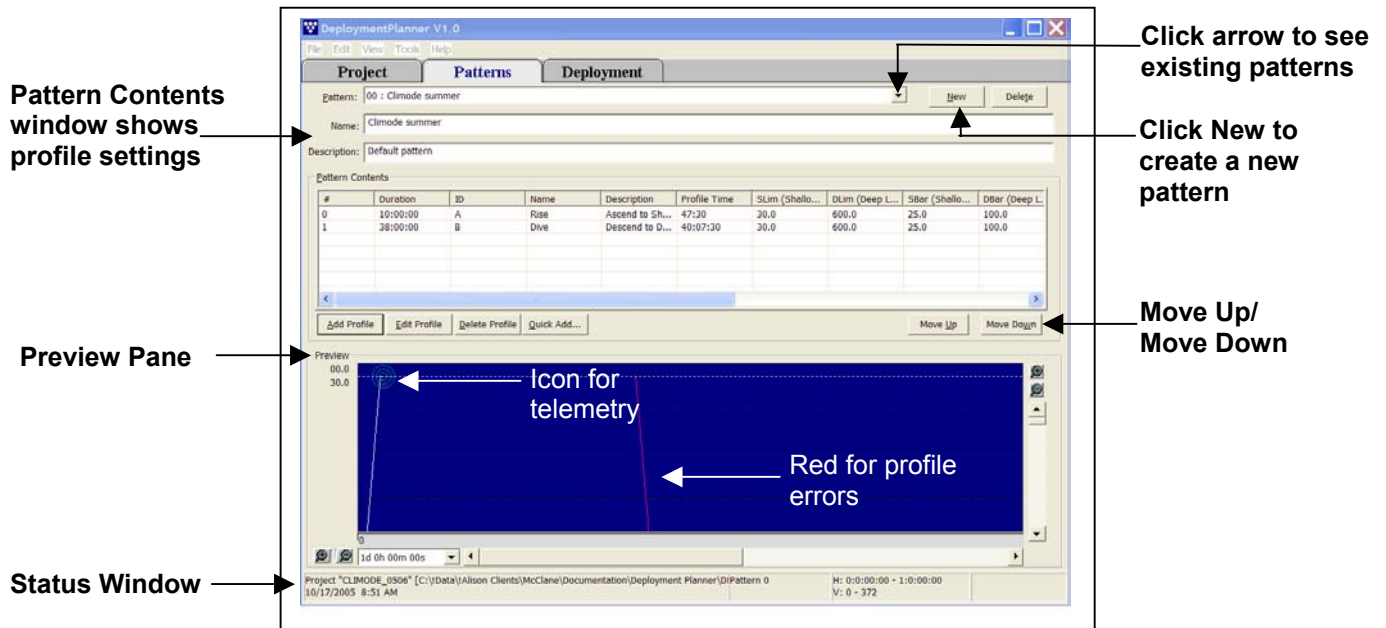 DeploymentPlanner V1.0
File Edit View Tools Help
Project Patterns Deployment
Pattern: 00 : Climode summer
New Delete
Name: Climode summer
Description: Default pattern
Pattern Contents
# Duration ID Name Description Profile Time SLim (Shallo... DLim (Deep L... SBar (Shallo... DBar (Deep L
0 10:00:00 A Rise Ascend to Sh... 47:30 30.0 600.0 25.0 100.0
1 38:00:00 B Dive Descend to D... 40:07:30 30.0 600.0 25.0 100.0
Add Profile Edit Profile Delete Profile Quick Add... Move Up Move Down
Preview
00.0
30.0
0
1d 0h 00m 00s
Project "CLIMODE_0506" [C:\!Data\!Alison Clients\McClane\Documentation\Deployment Planner\DI Pattern 0 H: 0:0:00:00 - 1:0:00:00
10/17/2005 8:51 AM V: 0 - 372
Pattern Contents
window shows
profile settings
Preview Pane
Status Window
Icon for
telemetry
Red for profile
errors
Click arrow to see
existing patterns
Click New to
create a new
pattern
Move Up/
Move Down